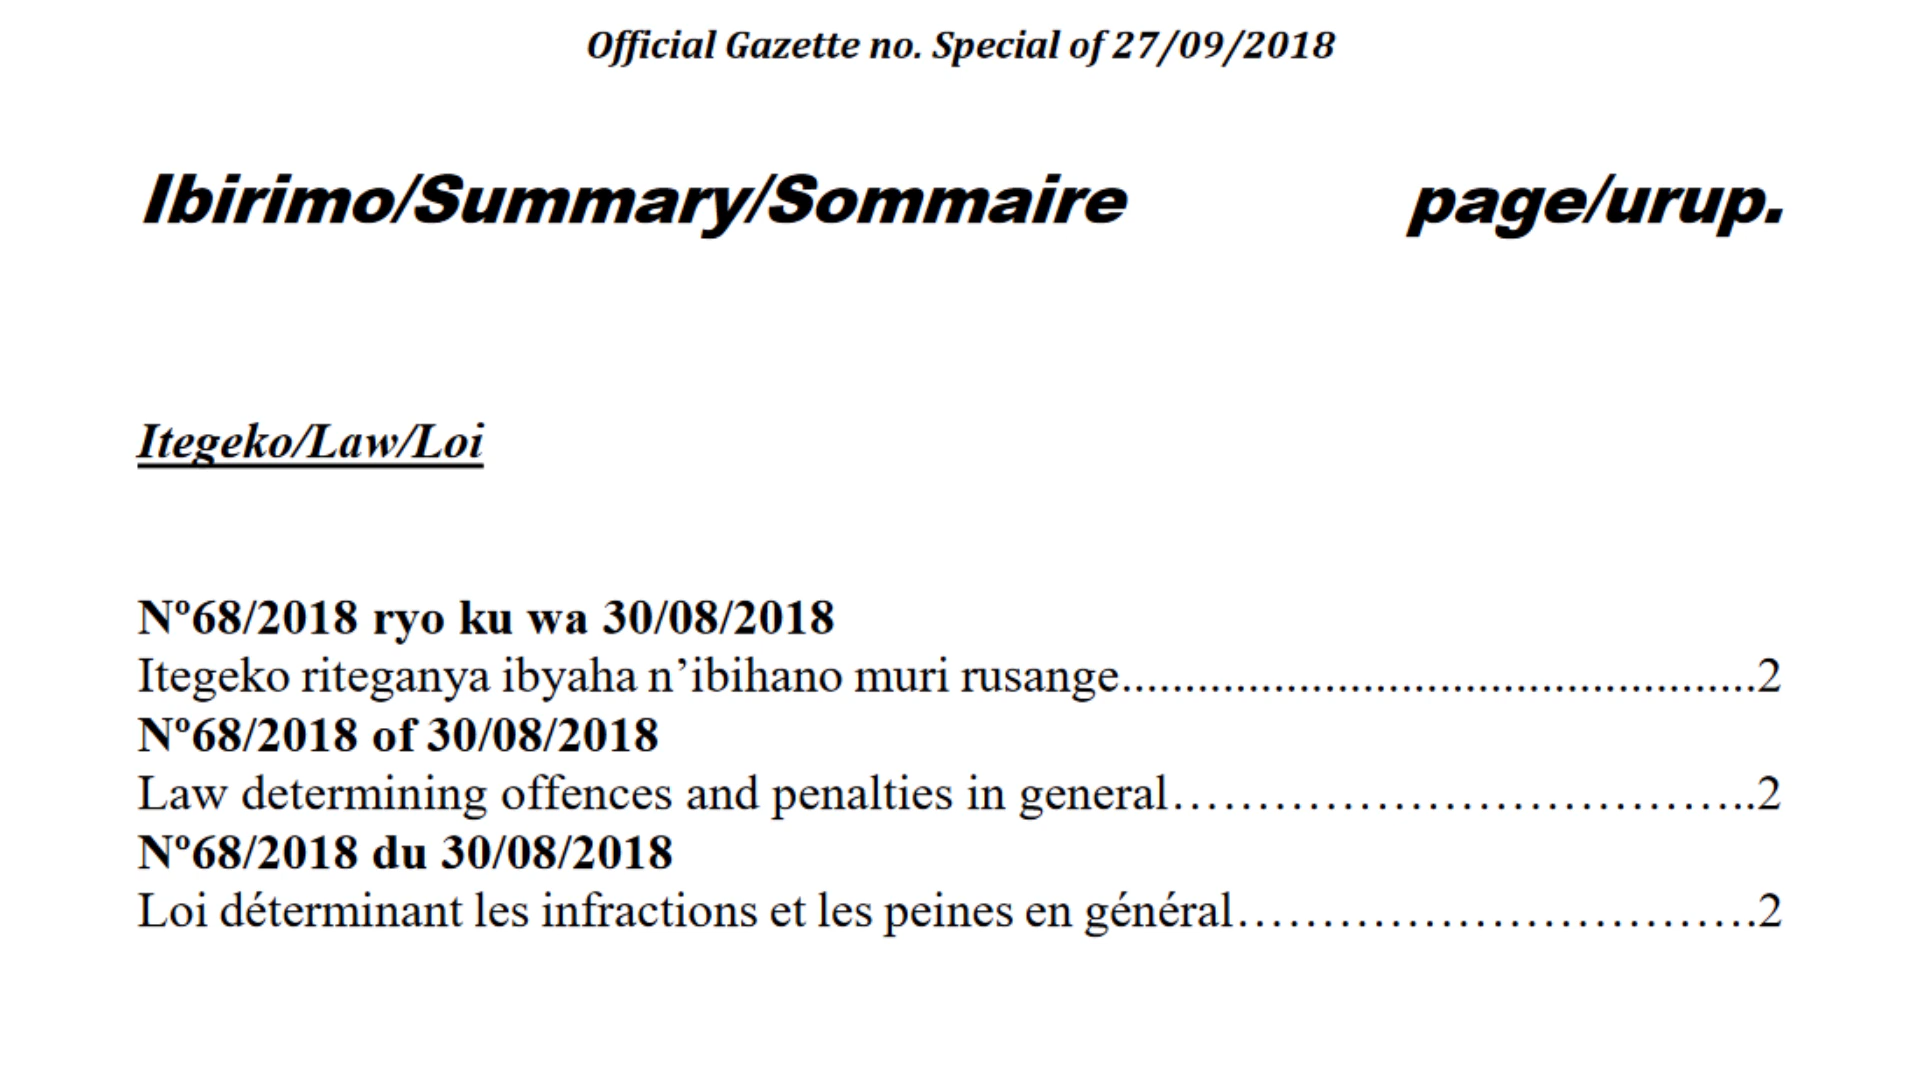 Official Gazette no. Special of 27/09/2018
Ibirimo/Summary/Sommaire page/urup.
Itegeko/Law/Loi
Nº68/2018 ryo ku wa 30/08/2018
Itegeko riteganya ibyaha n’ibihano muri rusange....................................................2
Nº68/2018 of 30/08/2018
Law determining offences and penalties in general……………………………..2
Nº68/2018 du 30/08/2018
Loi déterminant les infractions et les peines en général………………………….2